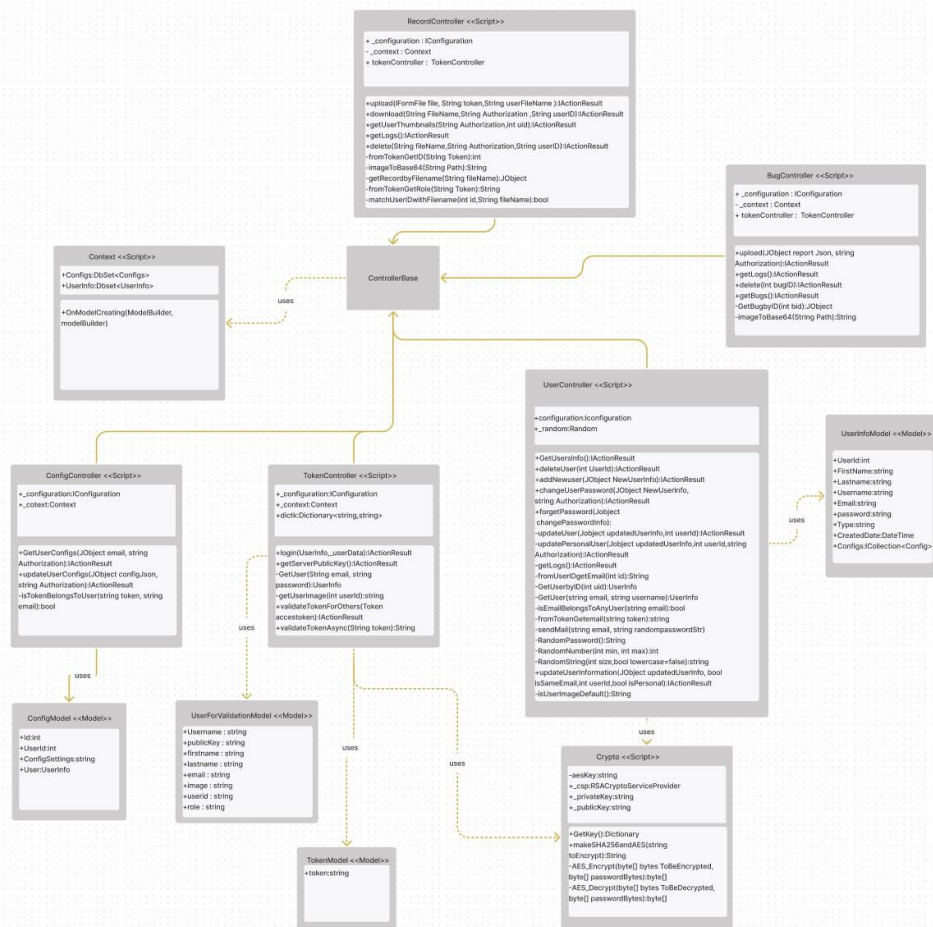 RecordController <<Script>>
+ _configuration : IConfiguration
- _context : Context
+ tokenController : TokenController
+upload(IFormFile file, String token,String userFileName ):IActionResult
+download(String FileName,String Authorization ,String userID):IActionResult
+getUserThumbnails(String Authorization,int uid):IActionResult
+getLogs():IActionResult
+delete(String fileName,String Authorization,String userID):IActionResult
-fromTokenGetID(String Token):int
-imageToBase64(String Path):String
-getRecordbyFilename(String fileName):JObject
-fromTokenGetRole(String Token):String
-matchUserIDwithFilename(int id,String fileName):bool
BugController <<Script>>
+ _configuration : IConfiguration
- _context : Context
+ tokenController : TokenController
+upload(JObject report Json, string
Authorization):IActionResult
+getLogs():IActionResult
+delete(int bugID):IActionResult
+getBugs():IActionResult
-GetBugbyID(int bid):JObject
-imageToBase64(String Path):String
Context <<Script>>
+Configs:DbSet<Configs>
+UserInfo:Dbset<UserInfo>
+OnModelCreating(ModelBuilder,
modelBuilder)
uses
ControllerBase
UserController <<Script>>
+configuration:Iconfiguration
+_random:Random
+GetUsersInfo():IActionResult
+deleteUser(int UserId):IActionResult
+addNewuser(JObject NewUserInfo):IActionResult
+changeUserPassword(JObject NewUserInfo,
string Authorization):IActionResult
+forgetPassword(Jobject
changePasswordInfo):
-updateUser(JObject updatedUserInfo,int userId):IActionResult
-updatePersonalUser(Jobject updatedUserInfo,int userId,string
Authorization):IActionResult
-getLogs():IActionResult
-fromUserIDgetEmail(int id):String
-GetUserbyID(int uid):UserInfo
-GetUser(string email, string username):UserInfo
-isEmailBelongsToAnyUser(string email):bool
-fromTokenGetemail(string token):string
-sendMail(string email, string randompasswordStr)
-RandomPassword():String
-RandomNumber(int min, int max):int
-RandomString(int size,bool lowercase=false):string
+updateUserInformation(JObject updatedUserInfo, bool
isSameEmail,int userId,bool isPersonal):IActionResult
-isUserImageDefault():String
uses
UserInfoModel <<Model>>
+UserId:int
+FirstName:string
+Lastname:string
+Username:string
+Email:string
+password:string
+Type:string
+CreatedDate:DateTime
+Configs:ICollection<Config>
ConfigController <<Script>>
+_configuration:IConfiguration
+_cotext:Context
+GetUserConfigs(JObject email, string
Authorization):IActionResult
+updateUserConfigs(JObject configJson,
string Authorization):IActionResult
-isTokenBelongsToUser(string token, string
email):bool
TokenController <<Script>>
+_configuration:IConfiguration
+_context:Context
+dictk:Dictionary<string,string>
+login(UserInfo,_userData):IActionResult
+getServerPublicKey():IActionResult
-GetUser(String email, string
password):UserInfo
-getUserImage(int userId):string
+validateTokenForOthers(Token
accestoken):IActionResult
+validateTokenAsync(String token):String
uses
uses
ConfigModel <<Model>>
+Id:int
+UserId:int
+ConfigSettings:string
+User:UserInfo
UserForValidationModel <<Model>>
+Username : string
+publicKey : string
+firstname : string
+lastname : string
+email : string
+image : string
+userid : string
+role : string
uses
uses
uses
Crypto <<Script>>
-aesKey:string
+_csp:RSACryptoServiceProvider
+_privateKey:string
+_publicKey:string
+GetKey():Dictionary
+makeSHA256andAES(string
toEncrypt):String
-AES_Encrypt(byte[] bytes ToBeEncrypted,
byte[] passwordBytes):byte[]
-AES_Decrypt(byte[] bytes ToBeDecrypted,
byte[] passwordBytes):byte[]
TokenModel <<Model>>
+token:string